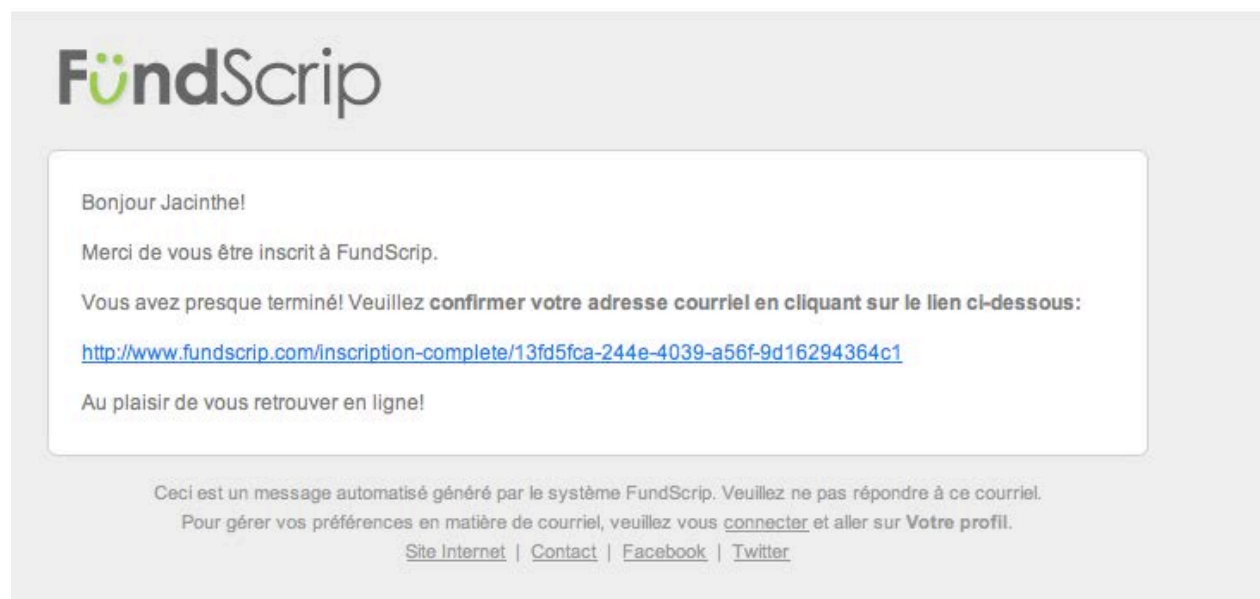 FündScrip
Bonjour Jacinthe!
Merci de vous être inscrit à FundScrip.
Vous avez presque terminé! Veuillez confirmer votre adresse courriel en cliquant sur le lien ci-dessous:
http://www.fundscrip.com/inscription-complete/13fd5fca-244e-4039-a56f-9d16294364c1
Au plaisir de vous retrouver en ligne!
Ceci est un message automatisé généré par le système FundScrip. Veuillez ne pas répondre à ce courriel.
Pour gérer vos préférences en matière de courriel, veuillez vous connecter et aller sur Votre profil.
Site Internet | Contact | Facebook | Twitter